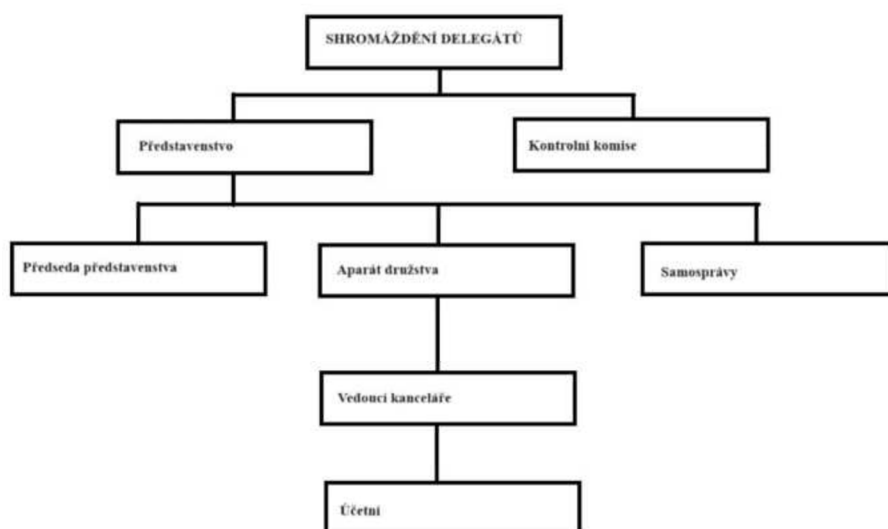 SHROMÁŽDĚNÍ DELEGÁTŮ
Představenstvo
Kontrolní komise
Předseda představenstva
Aparát družstva
Samosprávy
Vedoucí kanceláře
Účetní